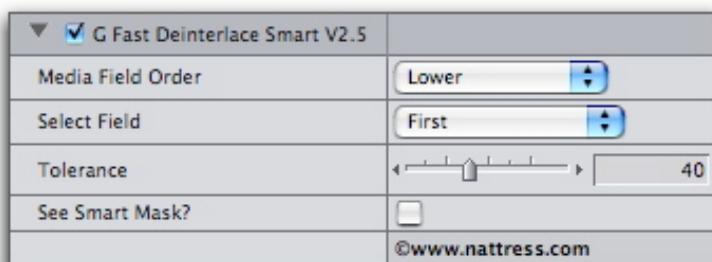 G Fast Deinterlace Smart V2.5
Media Field Order Lower
Select Field First
Tolerance 40
See Smart Mask?
©www.nattress.com